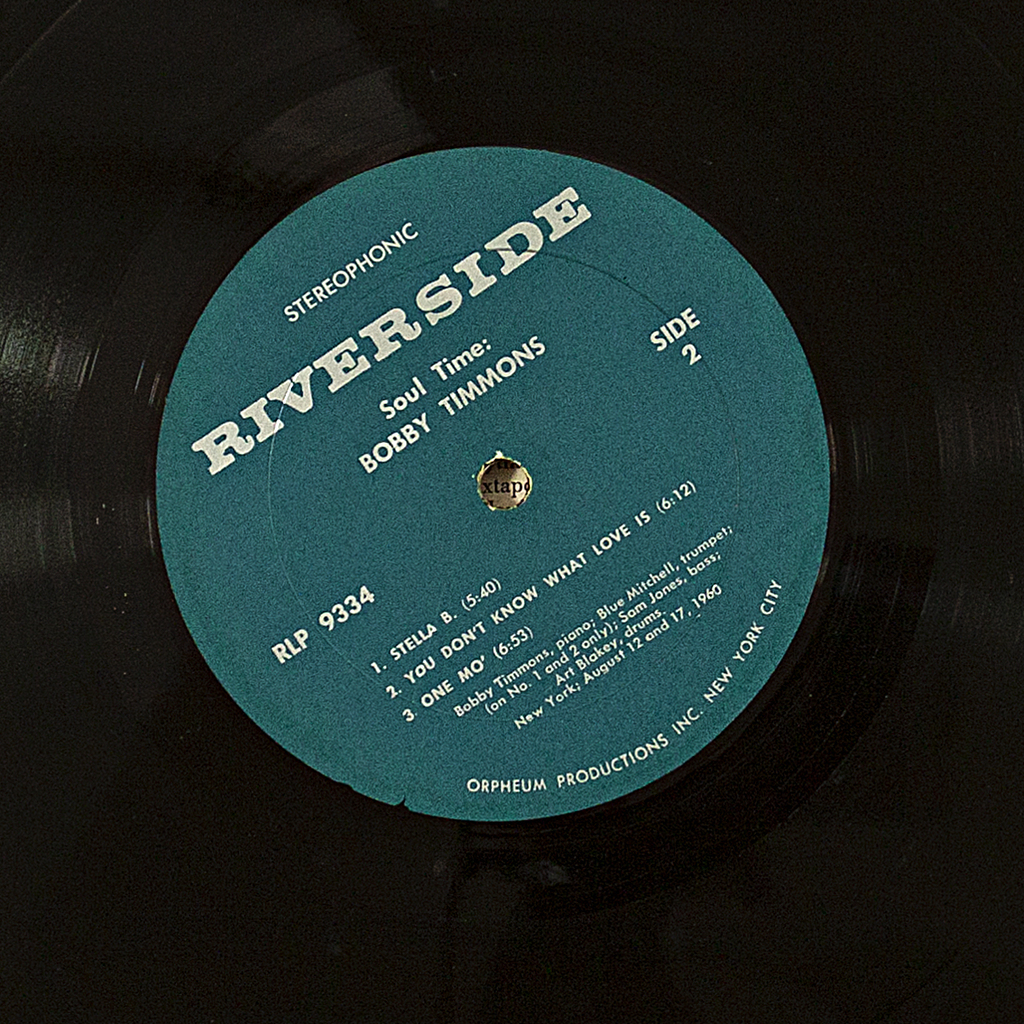 STEREOPHONIC
RIVERSIDE
Soul Time:
BOBBY TIMMONS
SIDE
2
xtap
RLP 9334
1. STELLA B. (5:40)
2. YOU DON'T KNOW WHAT LOVE IS (6:12)
3. ONE MO' (6:53)
Bobby Timmons, piano; Blue Mitchell, trumpet;
(on No. 1 and 2 only); Sam Jones, bass;
Art Blakey, drums.
New York; August 12 and 17, 1960
ORPHEUM PRODUCTIONS INC. NEW YORK CITY